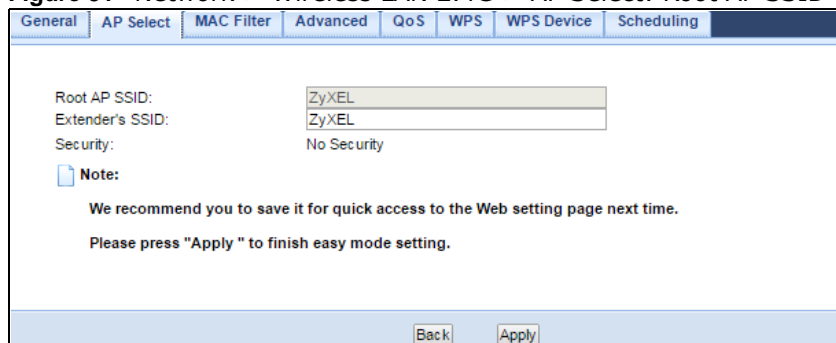 General AP Select MAC Filter Advanced QoS WPS WPS Device Scheduling
Root AP SSID: ZyXEL
Extender's SSID: ZyXEL
Security: No Security
Note:
We recommend you to save it for quick access to the Web setting page next time.
Please press "Apply " to finish easy mode setting.
Back Apply